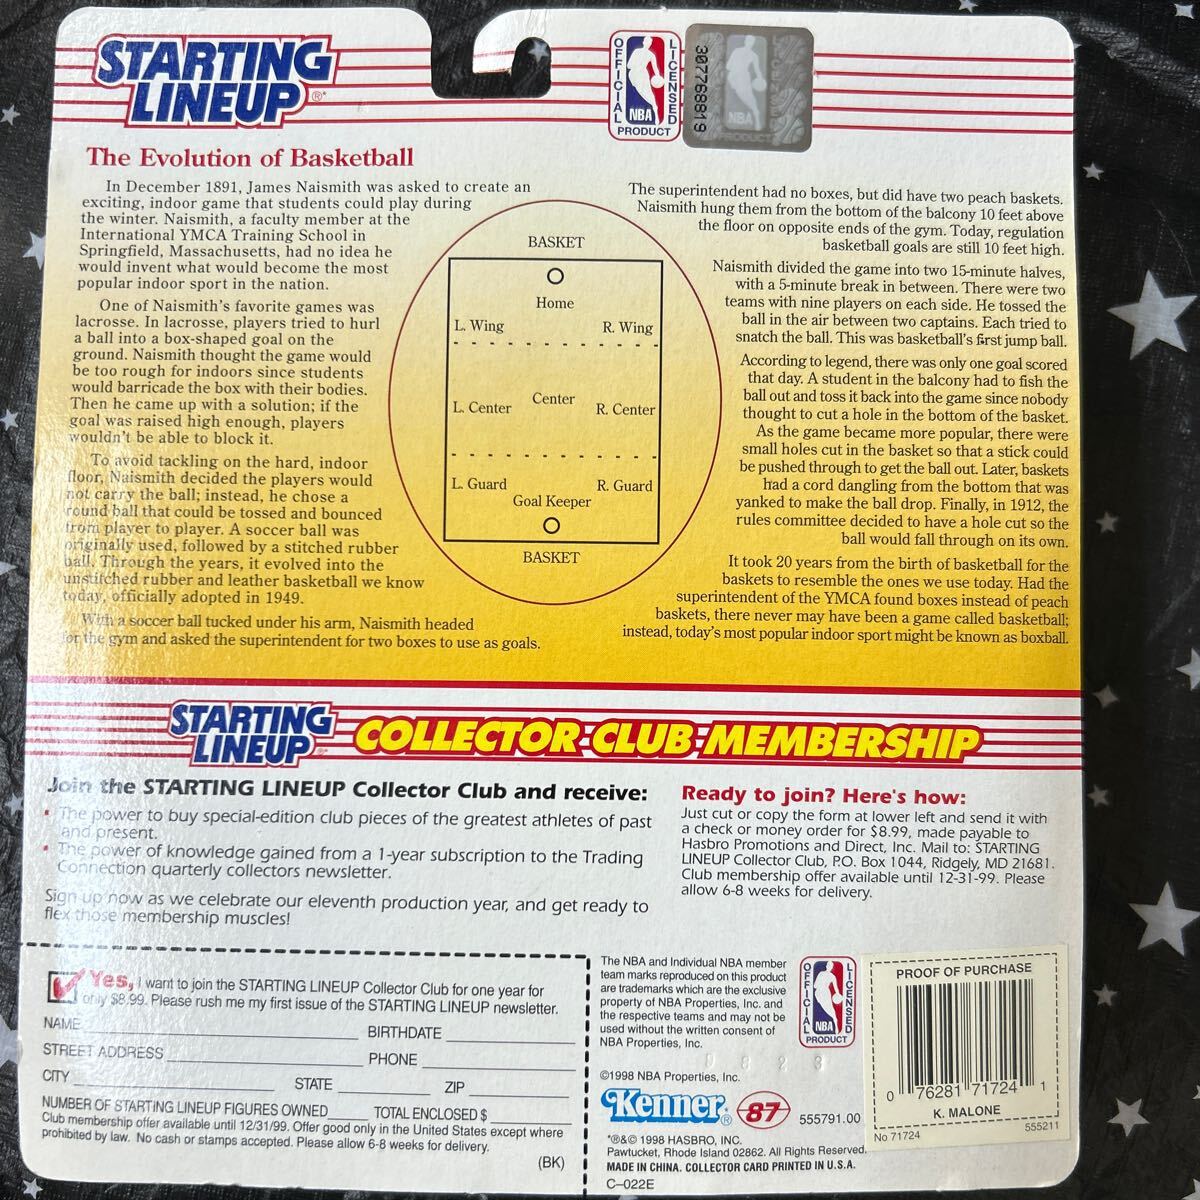 STARTING
LINEUP®*
OFFICIAL LICENSED
NBA
PRODUCT
307768819
NBA
The Evolution of Basketball
In December 1891, James Naismith was asked to create an
exciting, indoor game that students could play during
the winter. Naismith, a faculty member at the
International YMCA Training School in
Springfield, Massachusetts, had no idea he
would invent what would become the most
popular indoor sport in the nation.
One of Naismith's favorite games was
lacrosse. In lacrosse, players tried to hurl
a ball into a box-shaped goal on the
ground. Naismith thought the game would
be too rough for indoors since students
would barricade the box with their bodies.
Then he came up with a solution; if the
goal was raised high enough, players
wouldn't be able to block it.
To avoid tackling on the hard, indoor
floor, Naismith decided the players would
not carry the ball; instead, he chose a
round ball that could be tossed and bounced
from player to player. A soccer ball was
originally used, followed by a stitched rubber
ball. Through the years, it evolved into the
unstitched rubber and leather basketball we know
today, officially adopted in 1949.
With a soccer ball tucked under his arm, Naismith headed
for the gym and asked the superintendent for two boxes to use as goals.
BASKET
Home
L. Wing R. Wing
Center
L. Center R. Center
L. Guard R. Guard
Goal Keeper
BASKET
The superintendent had no boxes, but did have two peach baskets.
Naismith hung them from the bottom of the balcony 10 feet above
the floor on opposite ends of the gym. Today, regulation
basketball goals are still 10 feet high.
Naismith divided the game into two 15-minute halves,
with a 5-minute break in between. There were two
teams with nine players on each side. He tossed the
ball in the air between two captains. Each tried to
snatch the ball. This was basketball's first jump ball.
According to legend, there was only one goal scored
that day. A student in the balcony had to fish the
ball out and toss it back into the game since nobody
thought to cut a hole in the bottom of the basket.
As the game became more popular, there were
small holes cut in the basket so that a stick could
be pushed through to get the ball out. Later, baskets
had a cord dangling from the bottom that was
yanked to make the ball drop. Finally, in 1912, the
rules committee decided to have a hole cut so the
ball would fall through on its own.
It took 20 years from the birth of basketball for the
baskets to resemble the ones we use today. Had the
superintendent of the YMCA found boxes instead of peach
baskets, there never may have been a game called basketball;
instead, today's most popular indoor sport might be known as boxball.
STARTING
LINEUP®*
COLLECTOR CLUB MEMBERSHIP
Join the STARTING LINEUP Collector Club and receive:
• The power to buy special-edition club pieces of the greatest athletes of past
and present.
• The power of knowledge gained from a 1-year subscription to the Trading
Connection quarterly collectors newsletter.
Sign up now as we celebrate our eleventh production year, and get ready to
flex those membership muscles!
Ready to join? Here's how:
Just cut or copy the form at lower left and send it with
a check or money order for $8.99, made payable to
Hasbro Promotions and Direct, Inc. Mail to: STARTING
LINEUP Collector Club, P.O. Box 1044, Ridgely, MD 21681.
Club membership offer available until 12-31-99. Please
allow 6-8 weeks for delivery.
Yes, I want to join the STARTING LINEUP Collector Club for one year for
only $8.99. Please rush me my first issue of the STARTING LINEUP newsletter.
NAME BIRTHDATE
STREET ADDRESS PHONE
CITY STATE ZIP
NUMBER OF STARTING LINEUP FIGURES OWNED TOTAL ENCLOSED $
Club membership offer available until 12/31/99. Offer good only in the United States except where
prohibited by law. No cash or stamps accepted. Please allow 6-8 weeks for delivery.
(BK)
The NBA and Individual NBA member
team marks reproduced on this product
are trademarks which are the exclusive
property of NBA Properties, Inc. and
the respective teams and may not be
used without the written consent of
NBA Properties, Inc.
©1998 NBA Properties, Inc.
OFFICIAL LICENSED
NBA
PRODUCT
Kenner® 87 555791.00
*®&© 1998 HASBRO, INC.
Pawtucket, Rhode Island 02862. All Rights Reserved.
MADE IN CHINA. COLLECTOR CARD PRINTED IN U.S.A.
C–022E
PROOF OF PURCHASE
0 76281 71724 1
K. MALONE
No 71724 555211